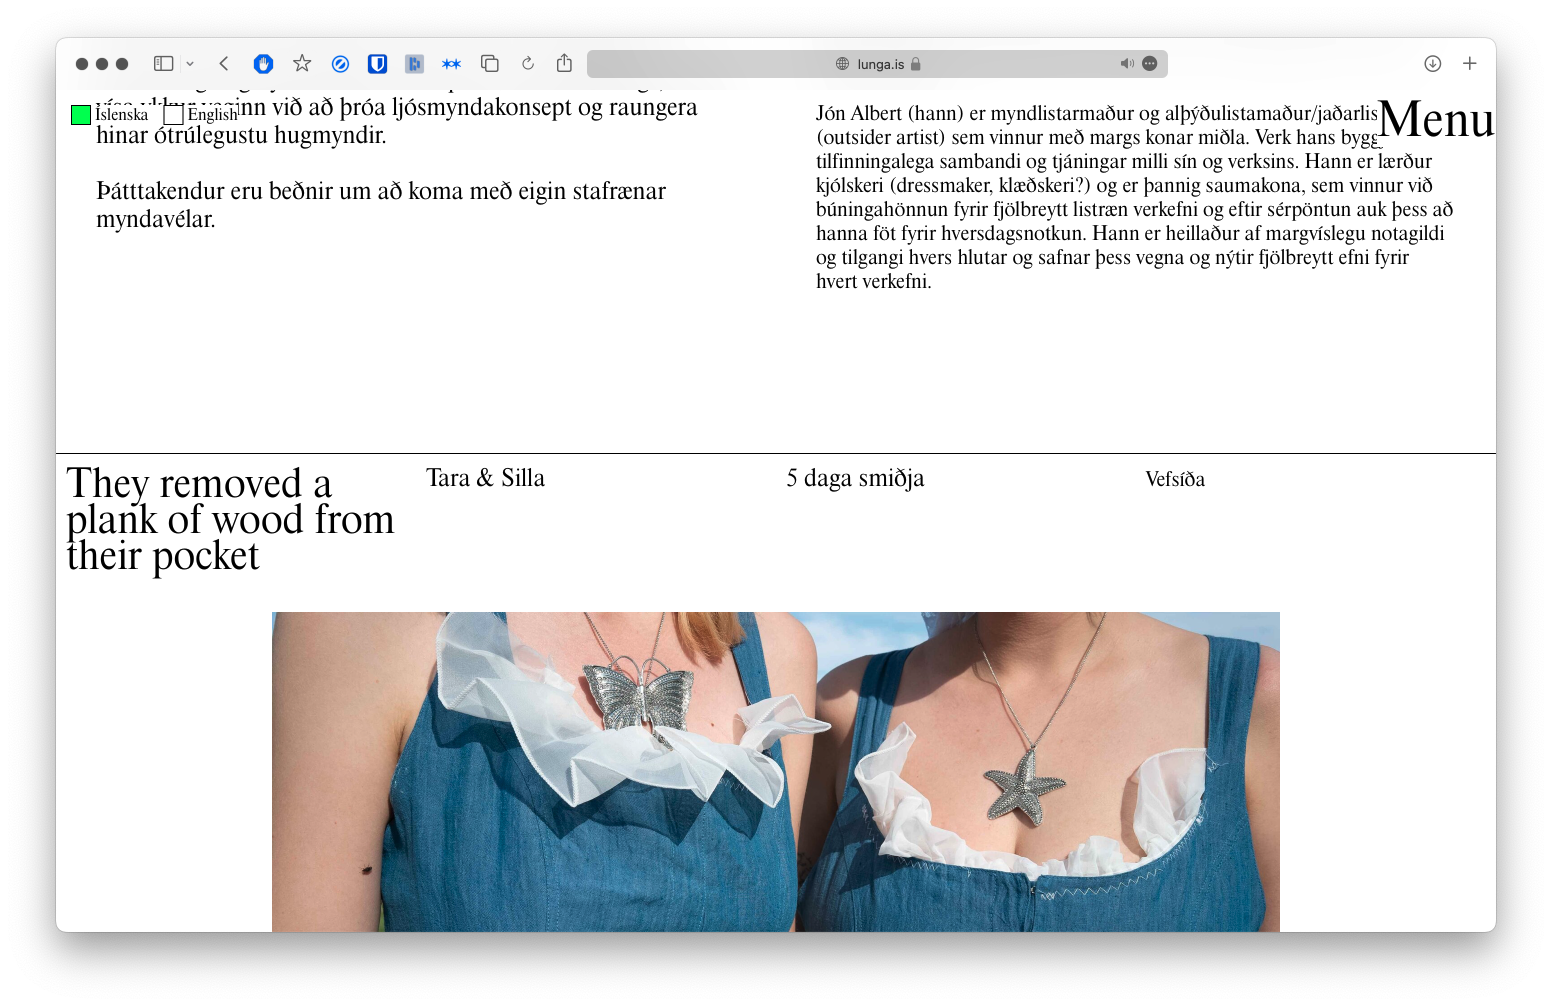 lunga.is
Íslenska English
Menu
inn við að þróa ljósmyndakonsept og raungera
hinar ótrúlegustu hugmyndir.
Þátttakendur eru beðnir um að koma með eigin stafrænar
myndavélar.
Jón Albert (hann) er myndlistarmaður og alþýðulistamaður/jaðarlis
(outsider artist) sem vinnur með margs konar miðla. Verk hans bygg
tilfinningalega sambandi og tjáningar milli sín og verksins. Hann er lærður
kjólskeri (dressmaker, klæðskeri?) og er þannig saumakona, sem vinnur við
búningahönnun fyrir fjölbreytt listræn verkefni og eftir sérpöntun auk þess að
hanna föt fyrir hversdagsnotkun. Hann er heillaður af margvíslegu notagildi
og tilgangi hvers hlutar og safnar þess vegna og nýtir fjölbreytt efni fyrir
hvert verkefni.
They removed a
plank of wood from
their pocket
Tara & Silla
5 daga smiðja
Vefsíða